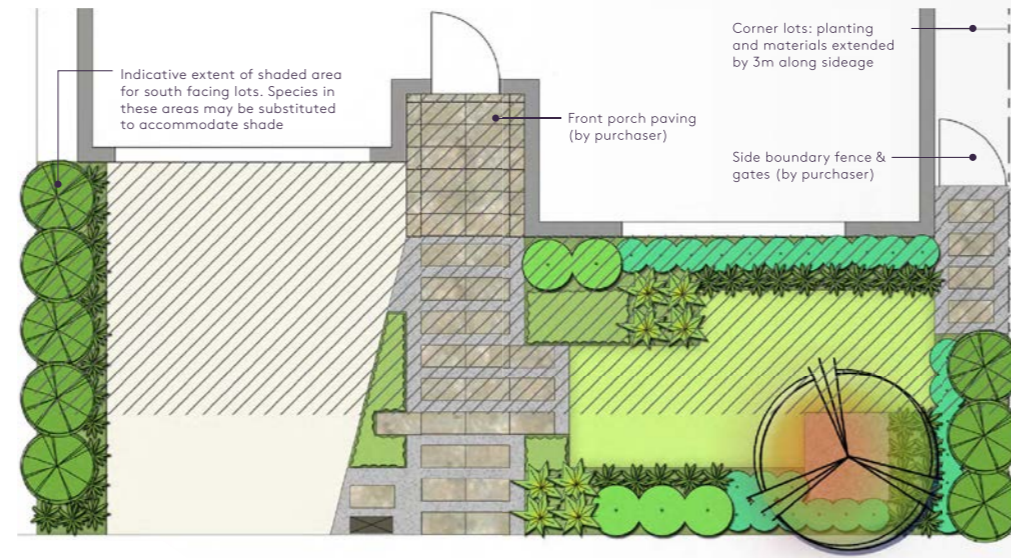 Indicative extent of shaded area
for south facing lots. Species in
these areas may be substituted
to accommodate shade
Front porch paving
(by purchaser)
Corner lots: planting
and materials extended
by 3m along sideage
Side boundary fence &
gates (by purchaser)